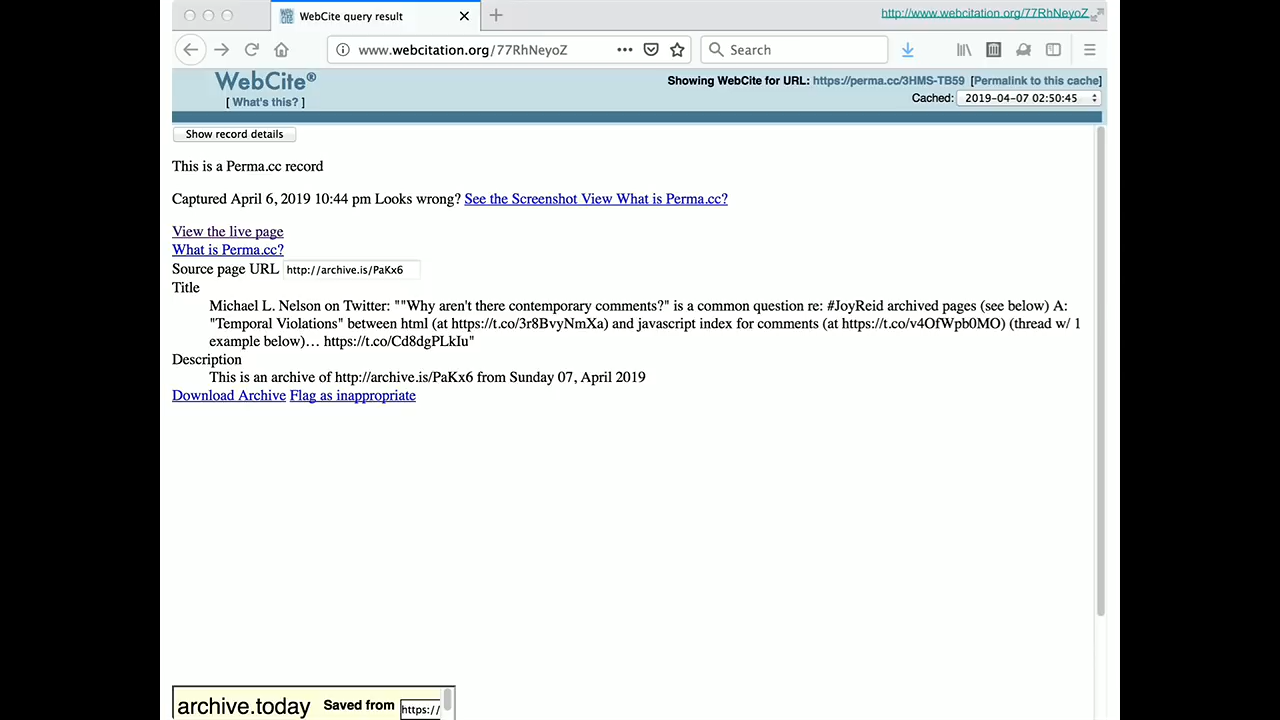 WebCite query result
http://www.webcitation.org/77RhNeyoZ
www.webcitation.org/77RhNeyoZ
Search
WebCite®
[ What's this? ]
Showing WebCite for URL: https://perma.cc/3HMS-TB59 [Permalink to this cache]
Cached: 2019-04-07 02:50:45
Show record details
This is a Perma.cc record
Captured April 6, 2019 10:44 pm Looks wrong? See the Screenshot View What is Perma.cc?
View the live page
What is Perma.cc?
Source page URL http://archive.is/PaKx6
Title
Michael L. Nelson on Twitter: ""Why aren't there contemporary comments?" is a common question re: #JoyReid archived pages (see below) A:
"Temporal Violations" between html (at https://t.co/3r8BvyNmXa) and javascript index for comments (at https://t.co/v4OfWpb0MO) (thread w/ 1
example below)… https://t.co/Cd8dgPLkIu"
Description
This is an archive of http://archive.is/PaKx6 from Sunday 07, April 2019
Download Archive Flag as inappropriate
archive.today Saved from https://